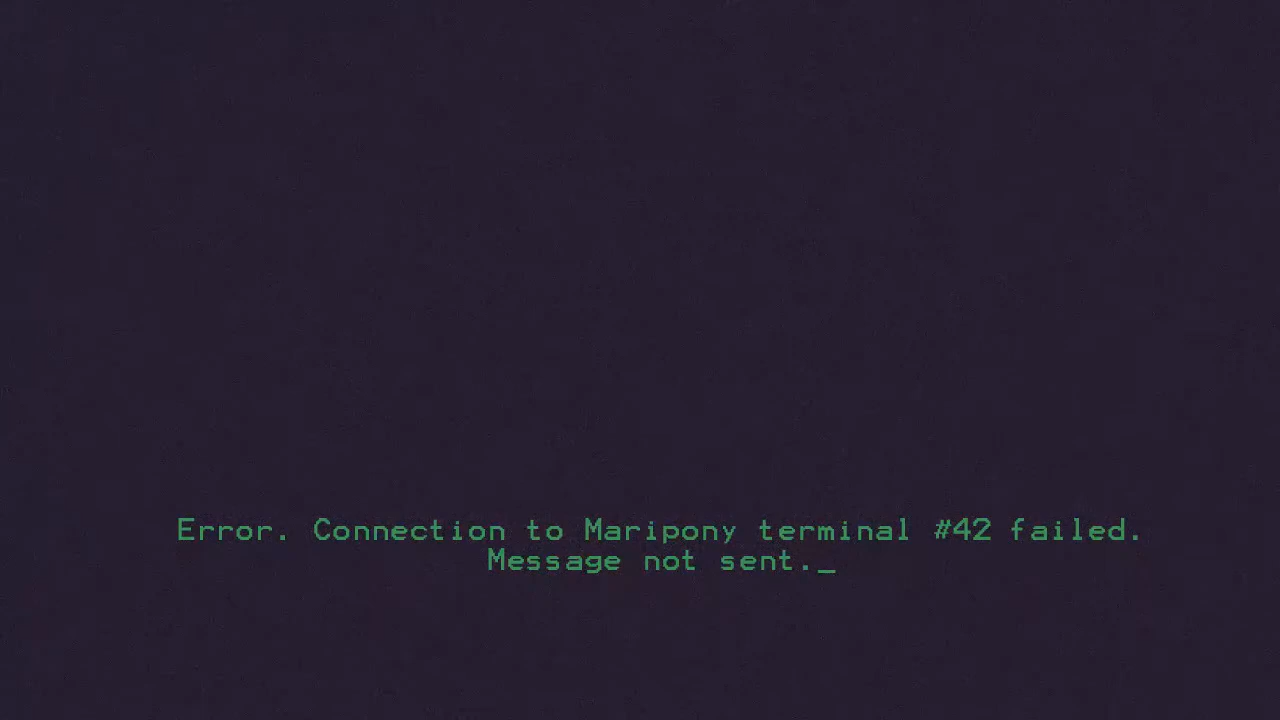 Error. Connection to Maripony terminal #42 failed.
Message not sent._